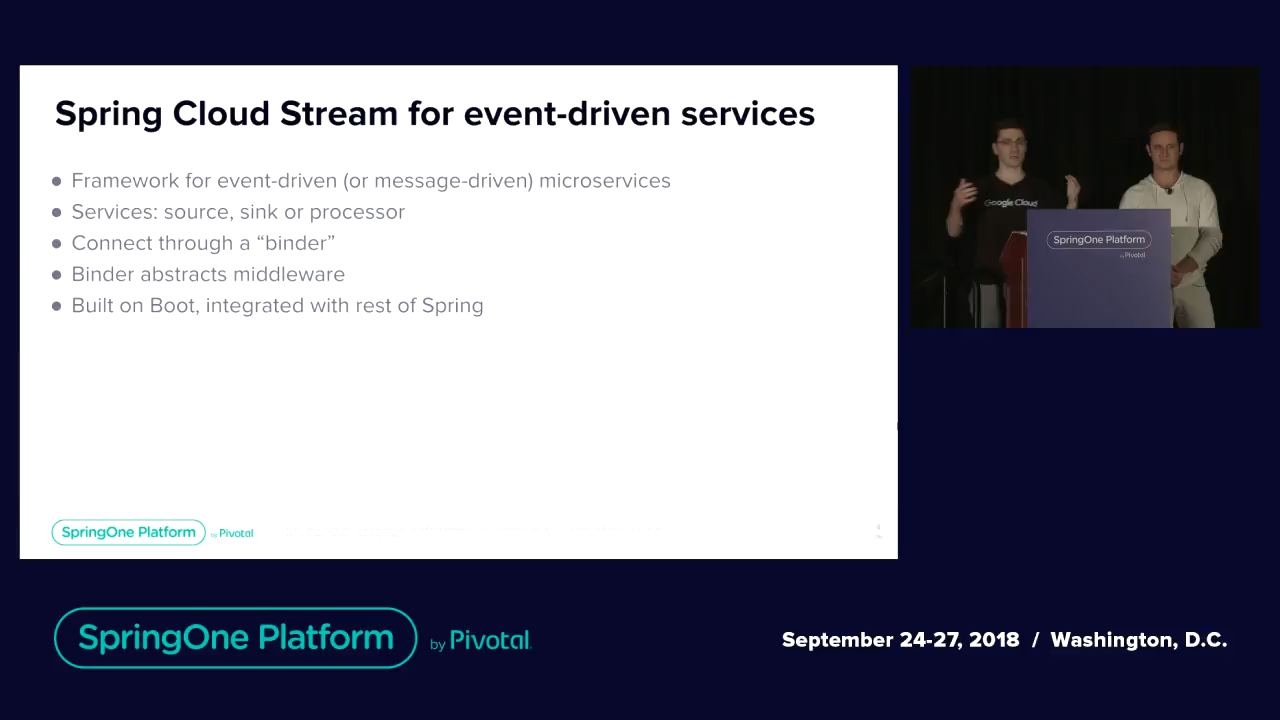 Spring Cloud Stream for event-driven services
● Framework for event-driven (or message-driven) microservices
● Services: source, sink or processor
● Connect through a “binder”
● Binder abstracts middleware
● Built on Boot, integrated with rest of Spring
SpringOne Platform by Pivotal
Google Cloud
SpringOne Platform
by Pivotal
SpringOne Platform by Pivotal
September 24-27, 2018 / Washington, D.C.